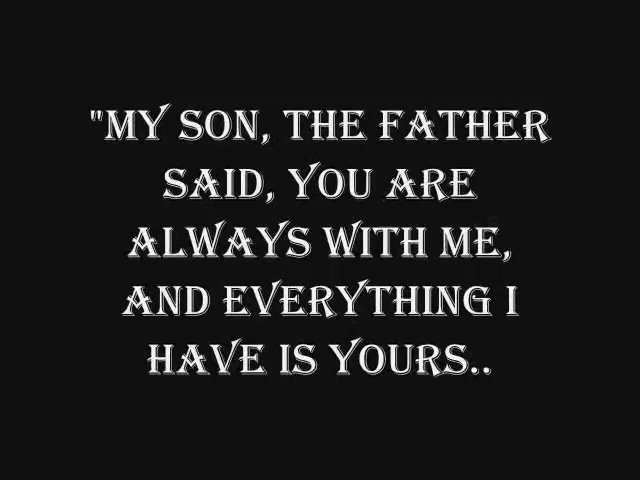 "MY SON, THE FATHER
SAID, YOU ARE
ALWAYS WITH ME,
AND EVERYTHING I
HAVE IS YOURS..